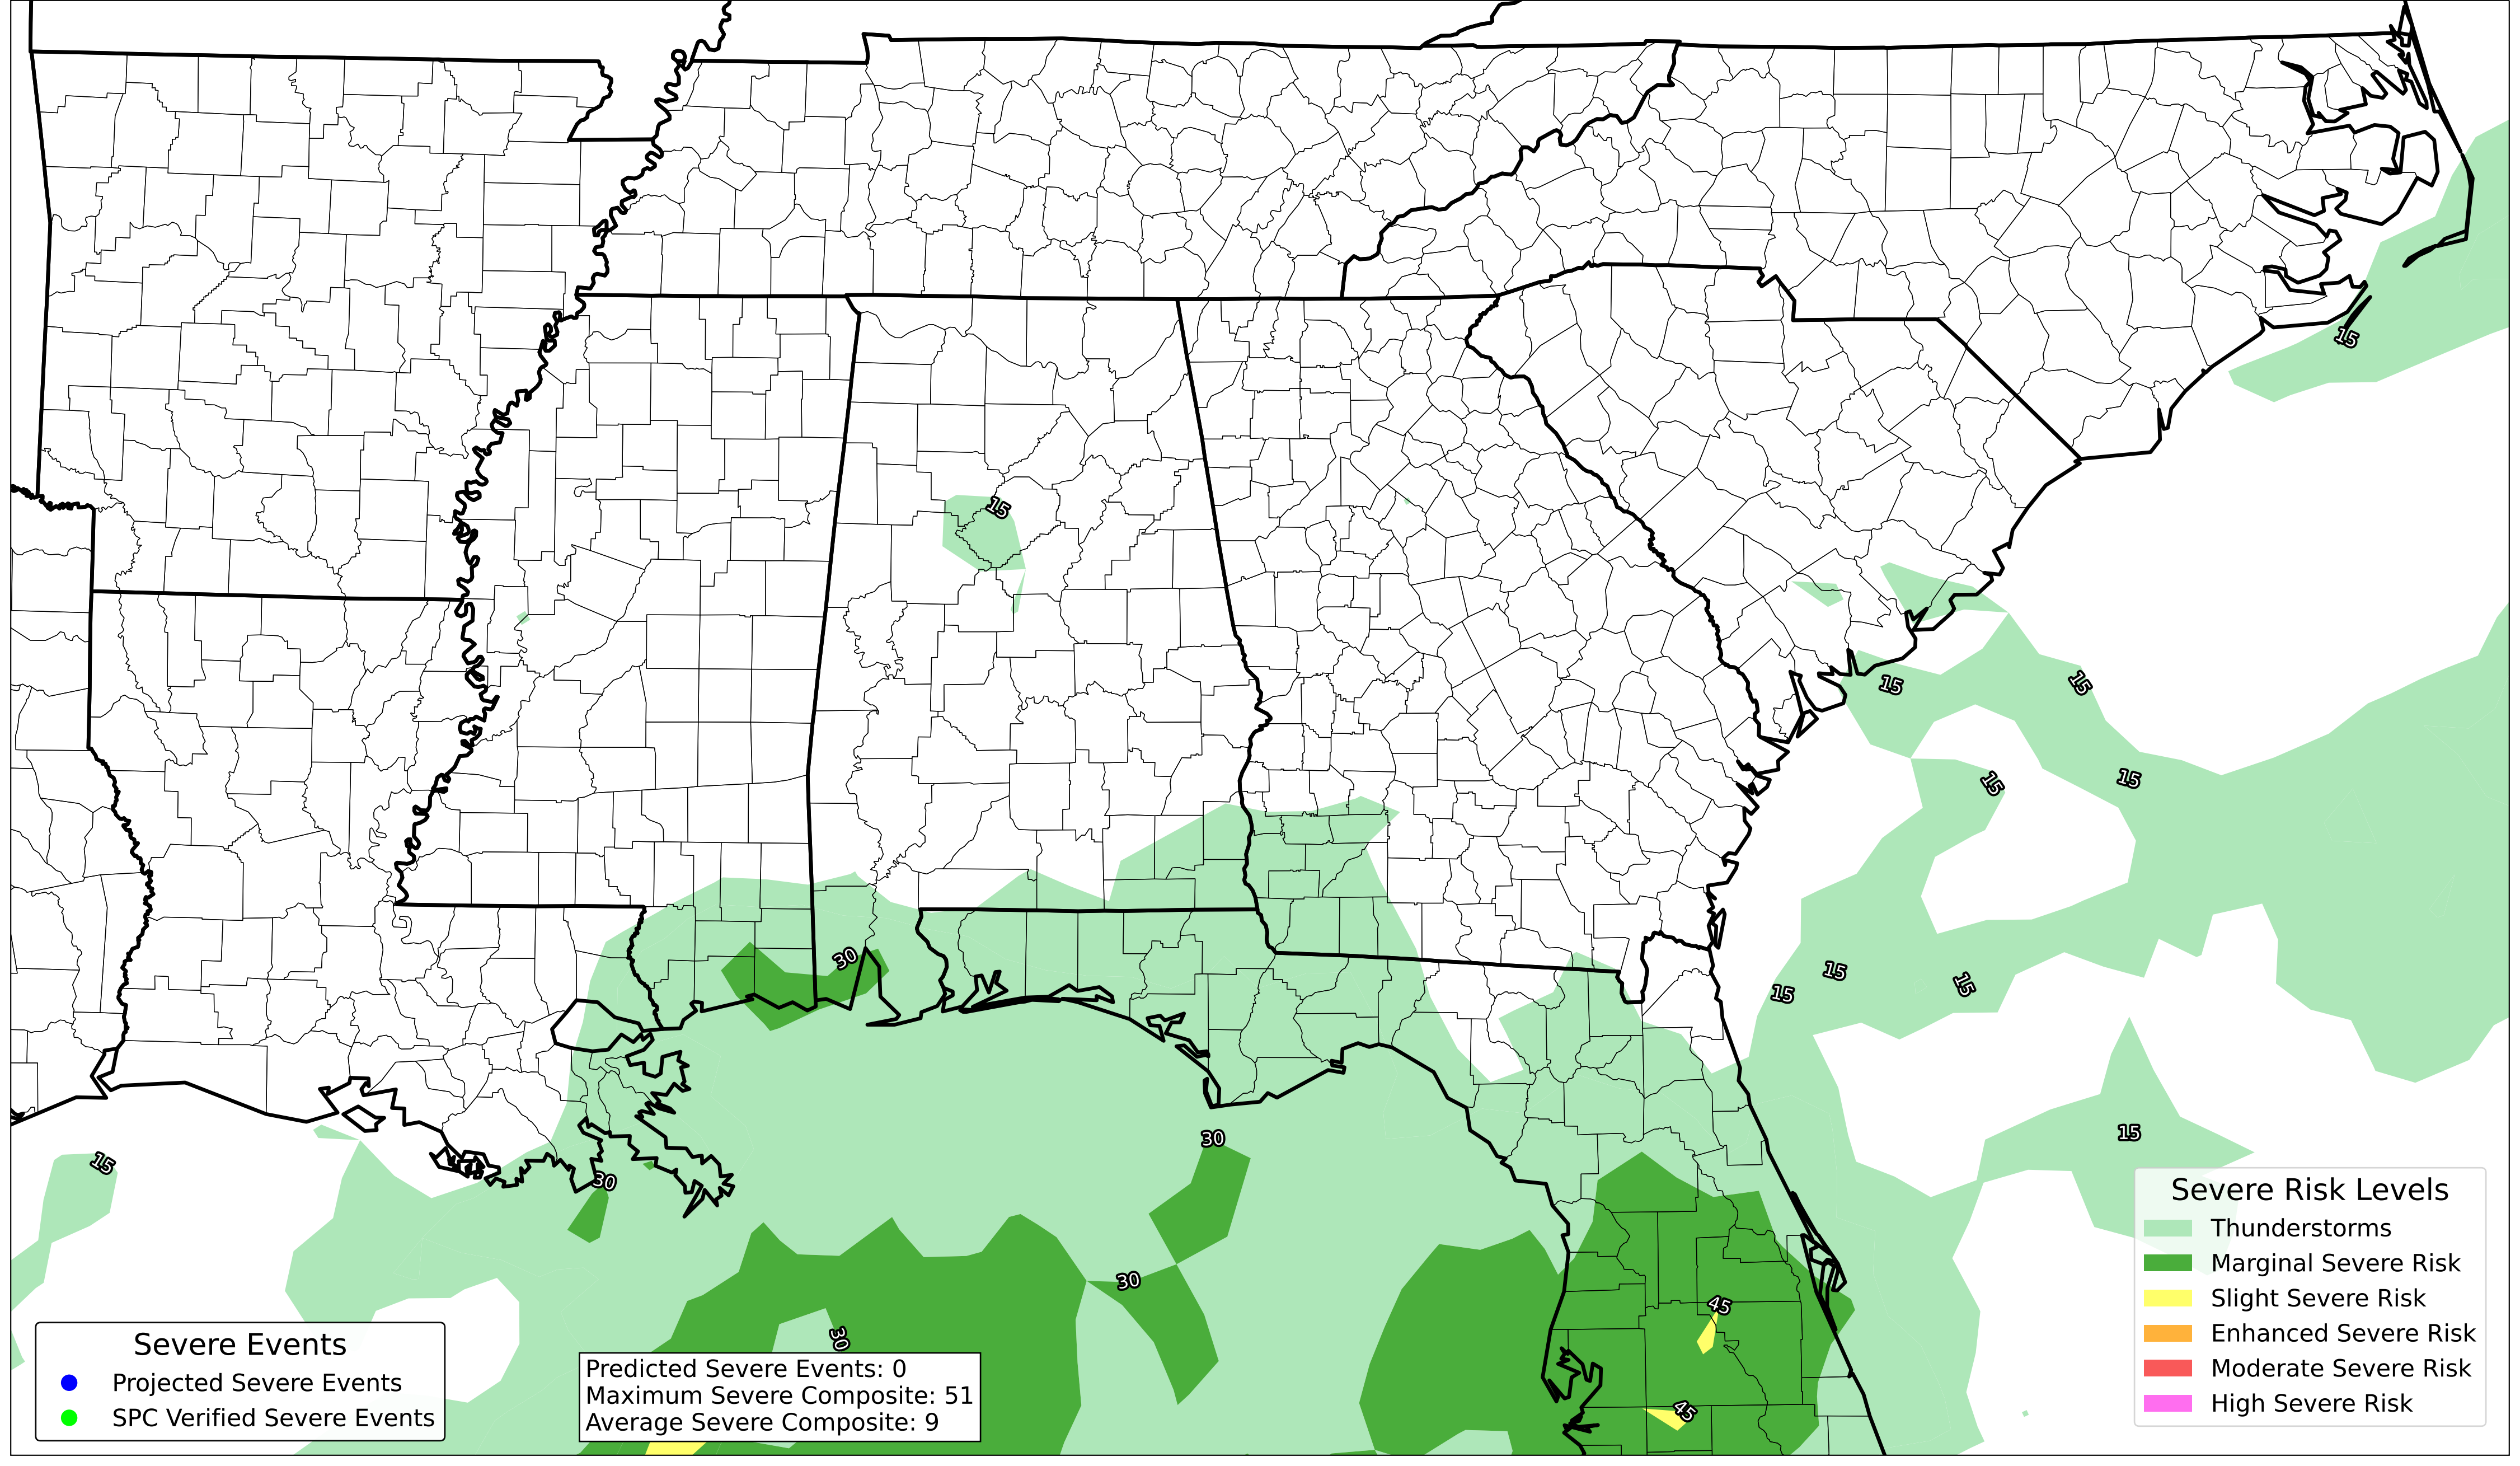 15
15
15
15
15
15
15
30
15
15
15
30
15
15
30
30
45
30
45
Severe Events
Projected Severe Events
SPC Verified Severe Events
Predicted Severe Events: 0
Maximum Severe Composite: 51
Average Severe Composite: 9
Severe Risk Levels
Thunderstorms
Marginal Severe Risk
Slight Severe Risk
Enhanced Severe Risk
Moderate Severe Risk
High Severe Risk